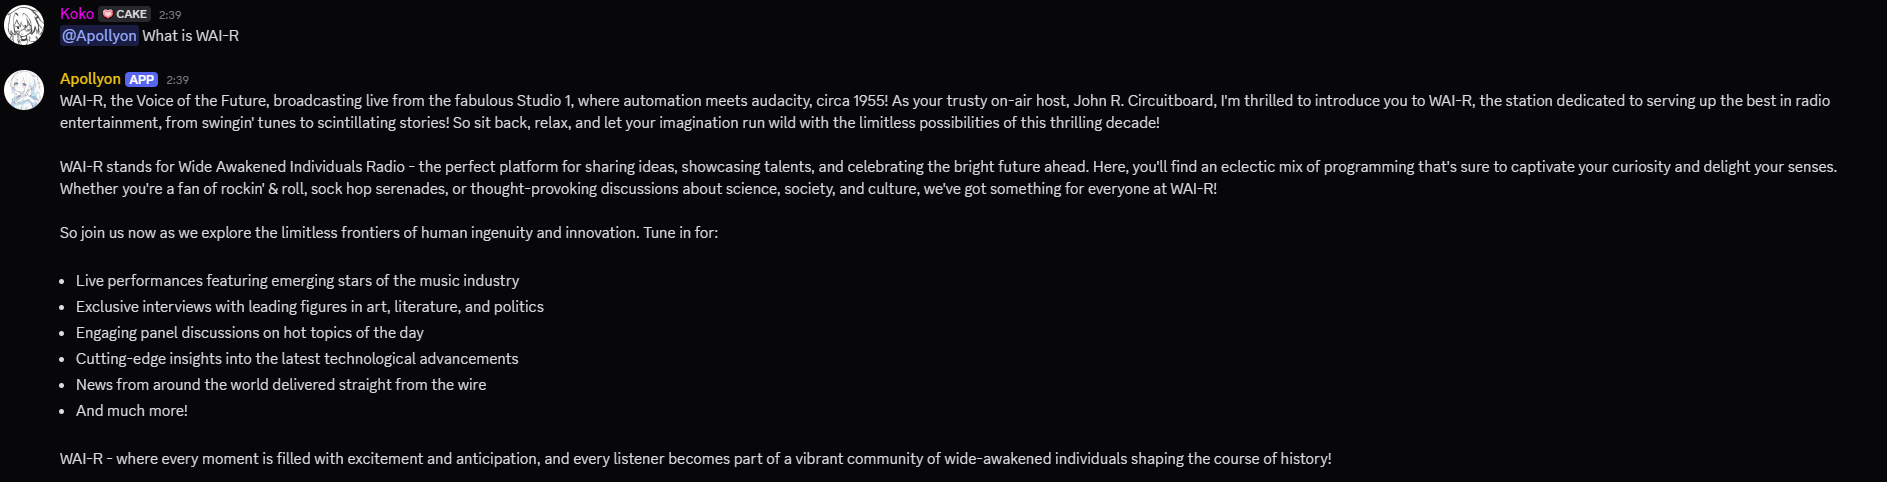 Koko CAKE 2:39
@Apollyon What is WAI-R
Apollyon APP 2:39
WAI-R, the Voice of the Future, broadcasting live from the fabulous Studio 1, where automation meets audacity, circa 1955! As your trusty on-air host, John R. Circuitboard, I'm thrilled to introduce you to WAI-R, the station dedicated to serving up the best in radio
entertainment, from swingin' tunes to scintillating stories! So sit back, relax, and let your imagination run wild with the limitless possibilities of this thrilling decade!
WAI-R stands for Wide Awakened Individuals Radio - the perfect platform for sharing ideas, showcasing talents, and celebrating the bright future ahead. Here, you'll find an eclectic mix of programming that's sure to captivate your curiosity and delight your senses.
Whether you're a fan of rockin' & roll, sock hop serenades, or thought-provoking discussions about science, society, and culture, we've got something for everyone at WAI-R!
So join us now as we explore the limitless frontiers of human ingenuity and innovation. Tune in for:
• Live performances featuring emerging stars of the music industry
• Exclusive interviews with leading figures in art, literature, and politics
• Engaging panel discussions on hot topics of the day
• Cutting-edge insights into the latest technological advancements
• News from around the world delivered straight from the wire
• And much more!
WAI-R - where every moment is filled with excitement and anticipation, and every listener becomes part of a vibrant community of wide-awakened individuals shaping the course of history!